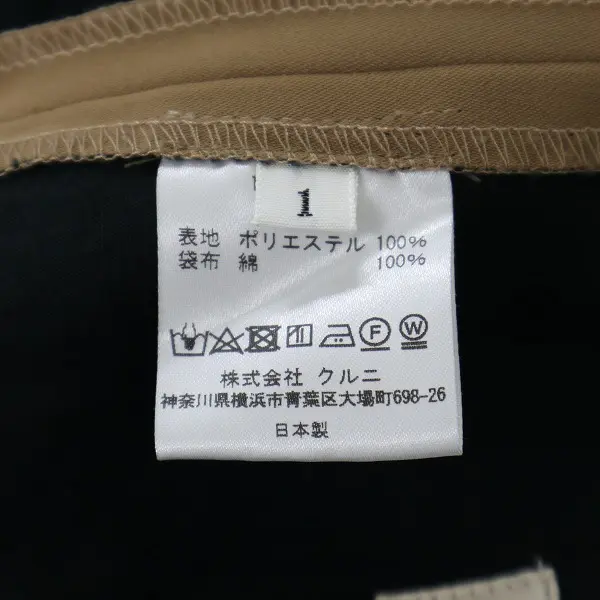 1
表地 ポリエステル 100%
袋布 綿 100%
F W
株式会社 クルニ
神奈川県横浜市青葉区大場町698-26
日本製